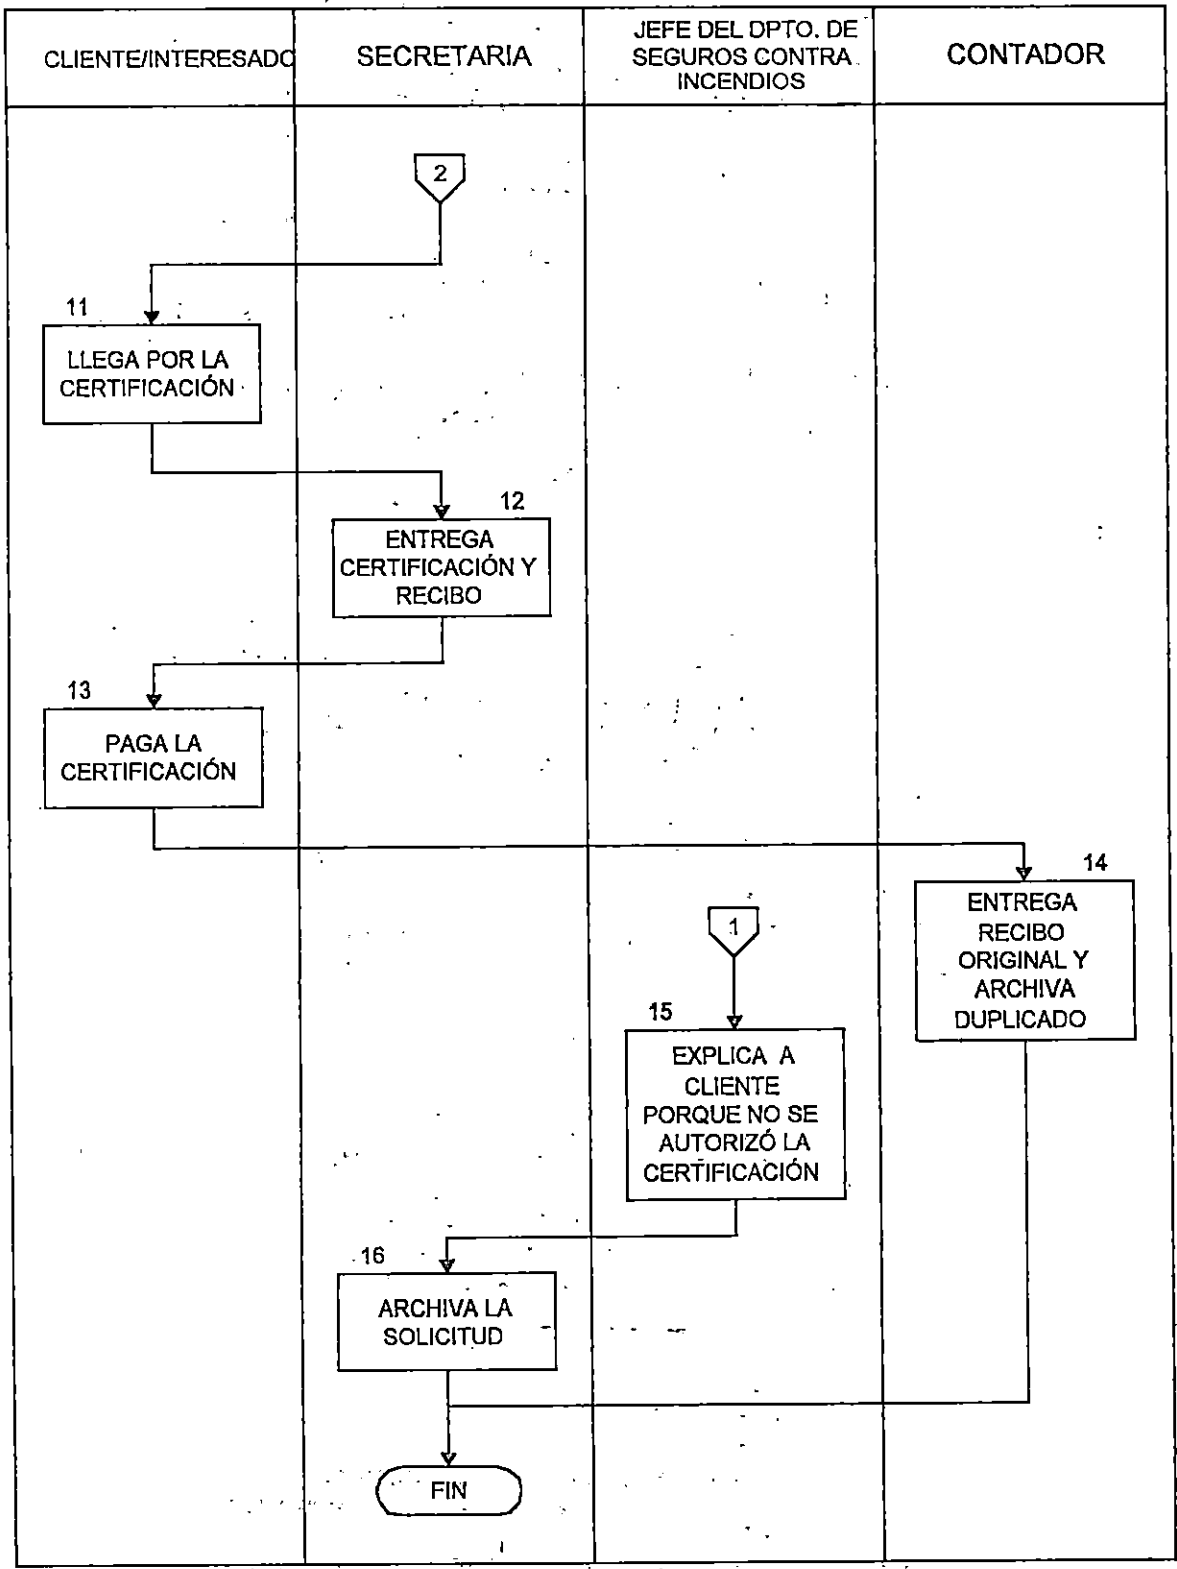 CLIENTE/INTERESADO
SECRETARIA
JEFE DEL DPTO. DE
SEGUROS CONTRA
INCENDIOS
CONTADOR
2
11
LLEGA POR LA
CERTIFICACIÓN
12
ENTREGA
CERTIFICACIÓN Y
RECIBO
13
PAGA LA
CERTIFICACIÓN
14
ENTREGA
RECIBO
ORIGINAL Y
ARCHIVA
DUPLICADO
1
15
EXPLICA A
CLIENTE
PORQUE NO SE
AUTORIZÓ LA
CERTIFICACIÓN
16
ARCHIVA LA
SOLICITUD
FIN